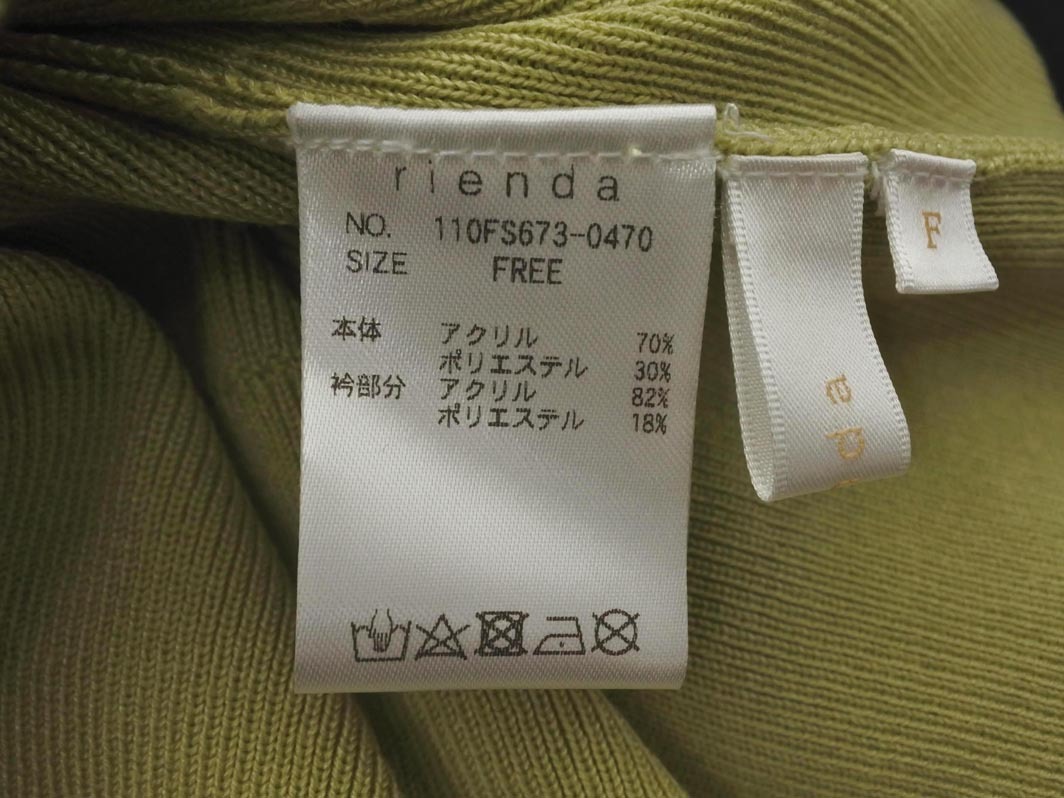 rienda
NO. 110FS673-0470
SIZE FREE
本体 アクリル 70%
ポリエステル 30%
衿部分 アクリル 82%
ポリエステル 18%
F